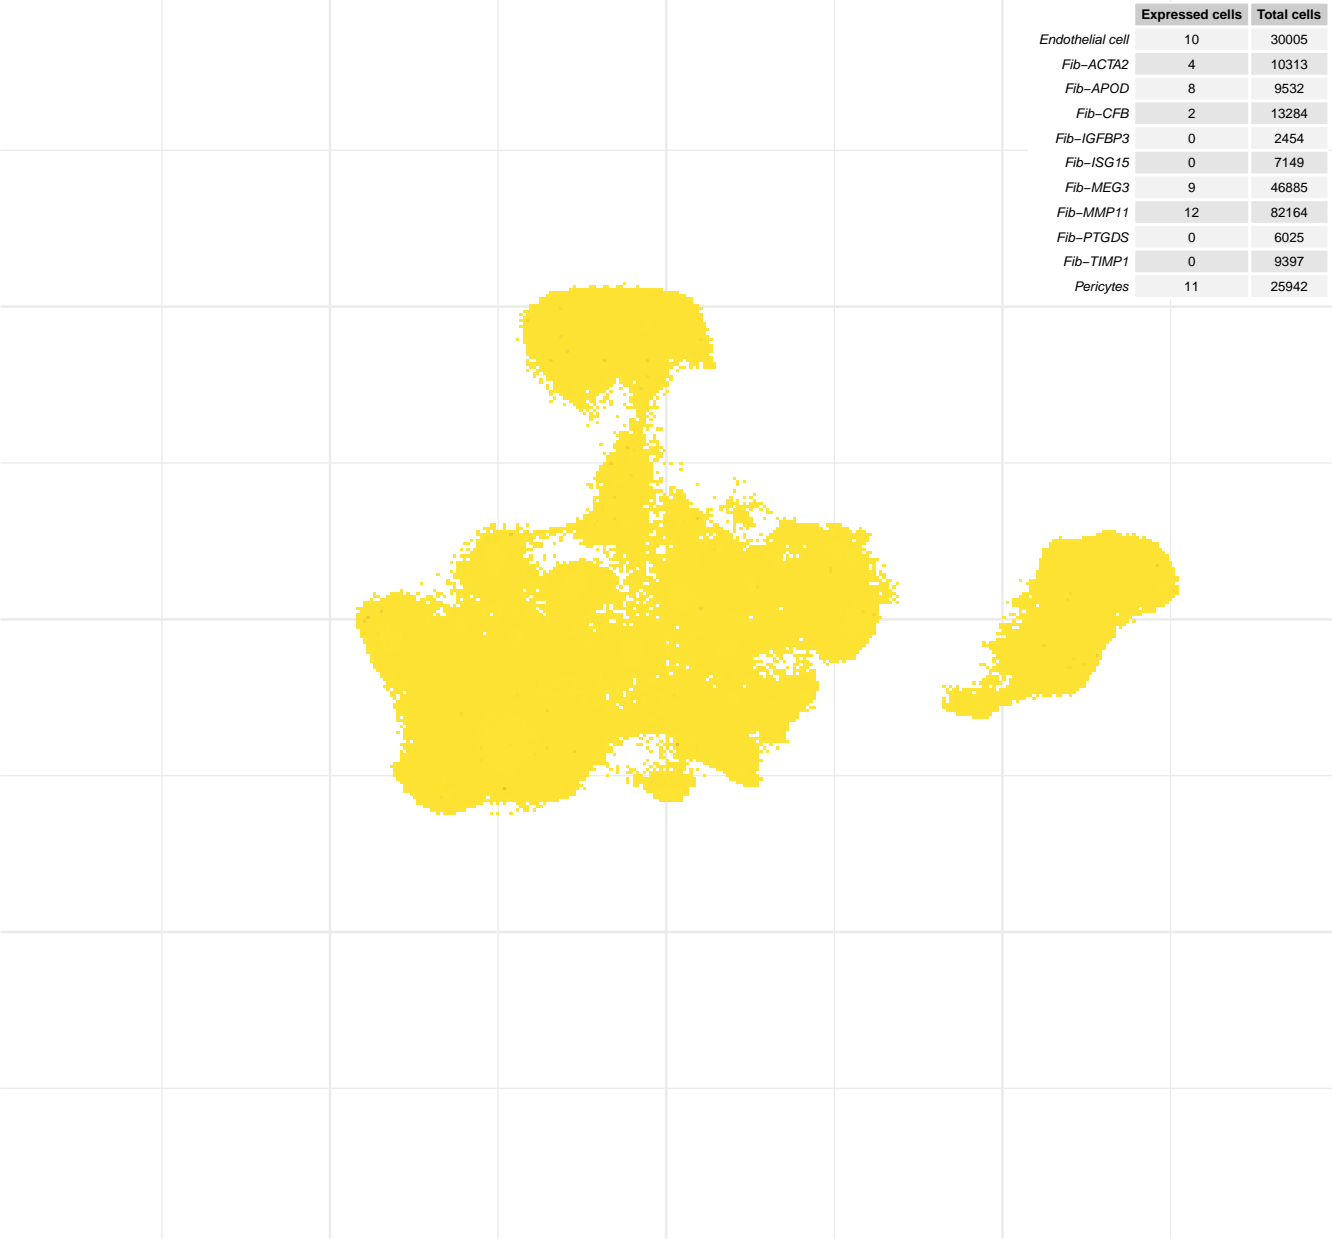 Expressed cells Total cells
Endothelial cell 10 30005
Fib−ACTA2 4 10313
Fib−APOD 8 9532
Fib−CFB 2 13284
Fib−IGFBP3 0 2454
Fib−ISG15 0 7149
Fib−MEG3 9 46885
Fib−MMP11 12 82164
Fib−PTGDS 0 6025
Fib−TIMP1 0 9397
Pericytes 11 25942